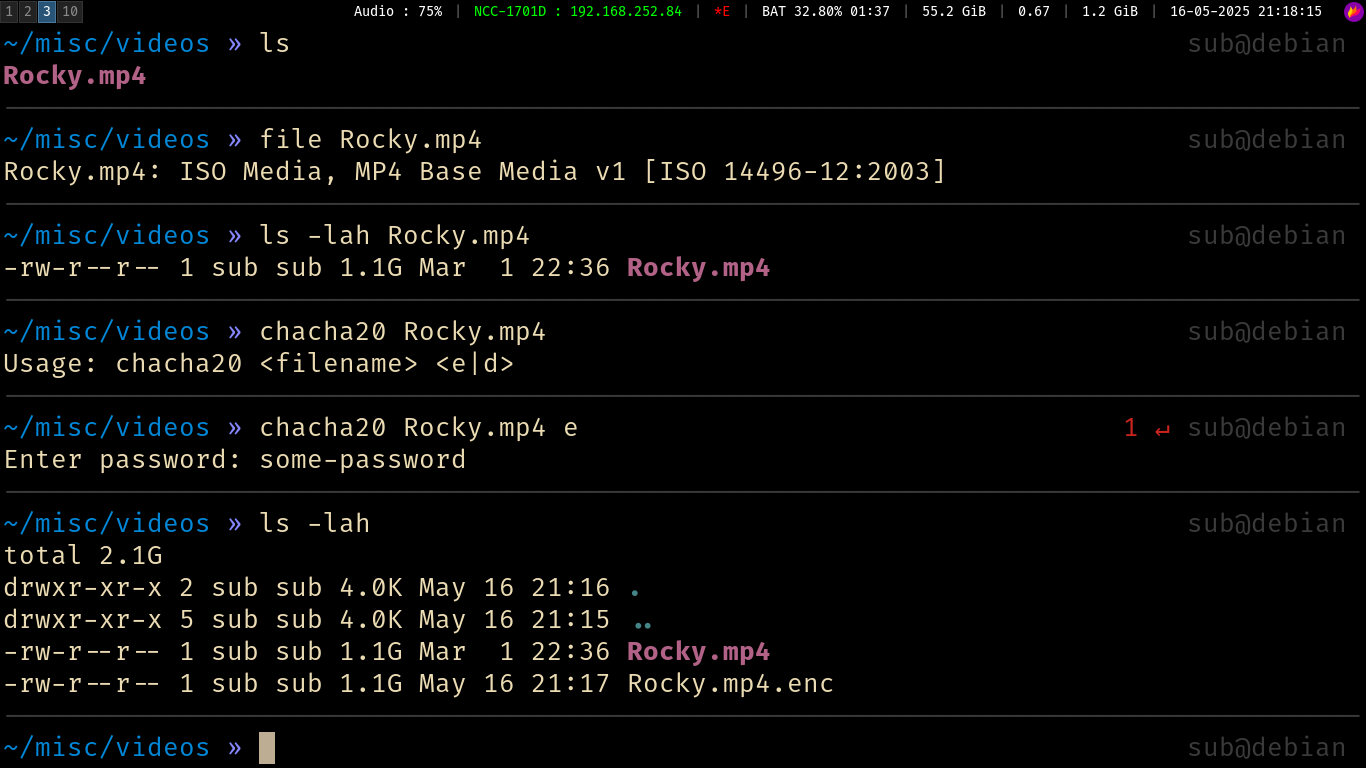 1 2 3 10 Audio : 75% | NCC-1701D : 192.168.252.84 | *E | BAT 32.80% 01:37 | 55.2 GiB | 0.67 | 1.2 GiB | 16-05-2025 21:18:15
~/misc/videos » ls sub@debian
Rocky.mp4
~/misc/videos » file Rocky.mp4 sub@debian
Rocky.mp4: ISO Media, MP4 Base Media v1 [ISO 14496-12:2003]
~/misc/videos » ls -lah Rocky.mp4 sub@debian
-rw-r--r-- 1 sub sub 1.1G Mar  1 22:36 Rocky.mp4
~/misc/videos » chacha20 Rocky.mp4 sub@debian
Usage: chacha20 <filename> <e|d>
~/misc/videos » chacha20 Rocky.mp4 e 1 ↵ sub@debian
Enter password: some-password
~/misc/videos » ls -lah sub@debian
total 2.1G
drwxr-xr-x 2 sub sub 4.0K May 16 21:16 .
drwxr-xr-x 5 sub sub 4.0K May 16 21:15 ..
-rw-r--r-- 1 sub sub 1.1G Mar  1 22:36 Rocky.mp4
-rw-r--r-- 1 sub sub 1.1G May 16 21:17 Rocky.mp4.enc
~/misc/videos » sub@debian